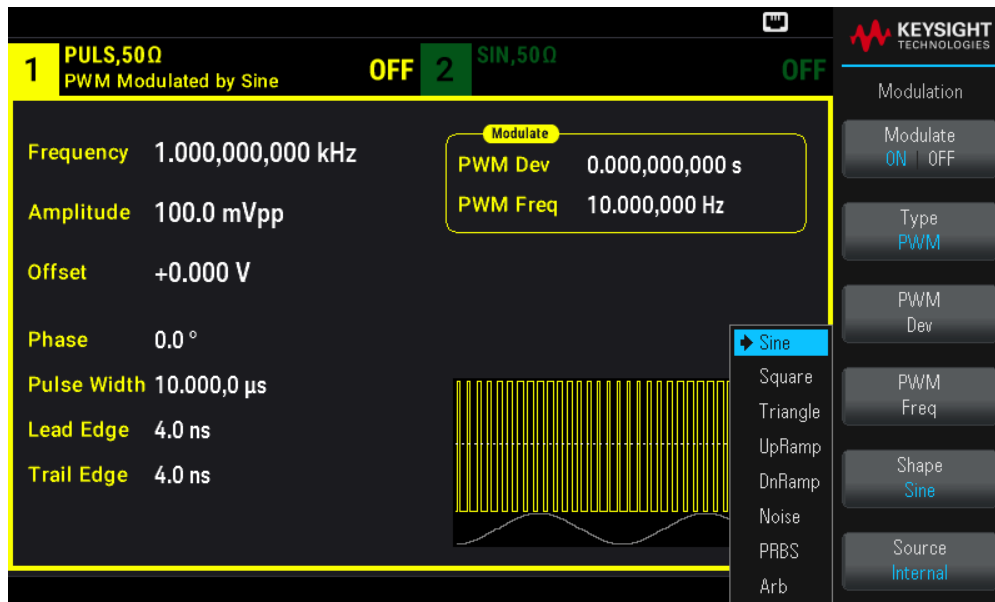 1
PULS,50Ω
PWM Modulated by Sine
OFF
2
SIN,50Ω
OFF
Frequency 1.000,000,000 kHz
Amplitude 100.0 mVpp
Offset +0.000 V
Phase 0.0 °
Pulse Width 10.000,0 µs
Lead Edge 4.0 ns
Trail Edge 4.0 ns
Modulate
PWM Dev 0.000,000,000 s
PWM Freq 10.000,000 Hz
Sine
Square
Triangle
UpRamp
DnRamp
Noise
PRBS
Arb
KEYSIGHT
TECHNOLOGIES
Modulation
Modulate
ON | OFF
Type
PWM
PWM
Dev
PWM
Freq
Shape
Sine
Source
Internal